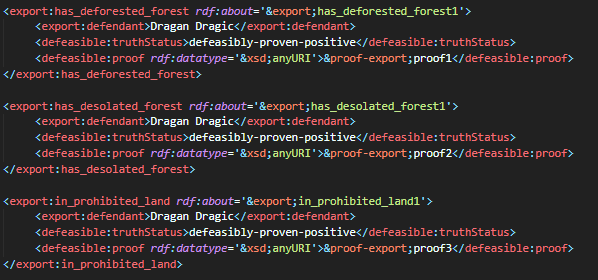 <export:has_deforested_forest rdf:about='&export;has_deforested_forest1'>
<export:defendant>Dragan Dragic</export:defendant>
<defeasible:truthStatus>defeasibly-proven-positive</defeasible:truthStatus>
<defeasible:proof rdf:datatype='&xsd;anyURI'>&proof-export;proof1</defeasible:proof>
</export:has_deforested_forest>
<export:has_desolated_forest rdf:about='&export;has_desolated_forest1'>
<export:defendant>Dragan Dragic</export:defendant>
<defeasible:truthStatus>defeasibly-proven-positive</defeasible:truthStatus>
<defeasible:proof rdf:datatype='&xsd;anyURI'>&proof-export;proof2</defeasible:proof>
</export:has_desolated_forest>
<export:in_prohibited_land rdf:about='&export;in_prohibited_land1'>
<export:defendant>Dragan Dragic</export:defendant>
<defeasible:truthStatus>defeasibly-proven-positive</defeasible:truthStatus>
<defeasible:proof rdf:datatype='&xsd;anyURI'>&proof-export;proof3</defeasible:proof>
</export:in_prohibited_land>